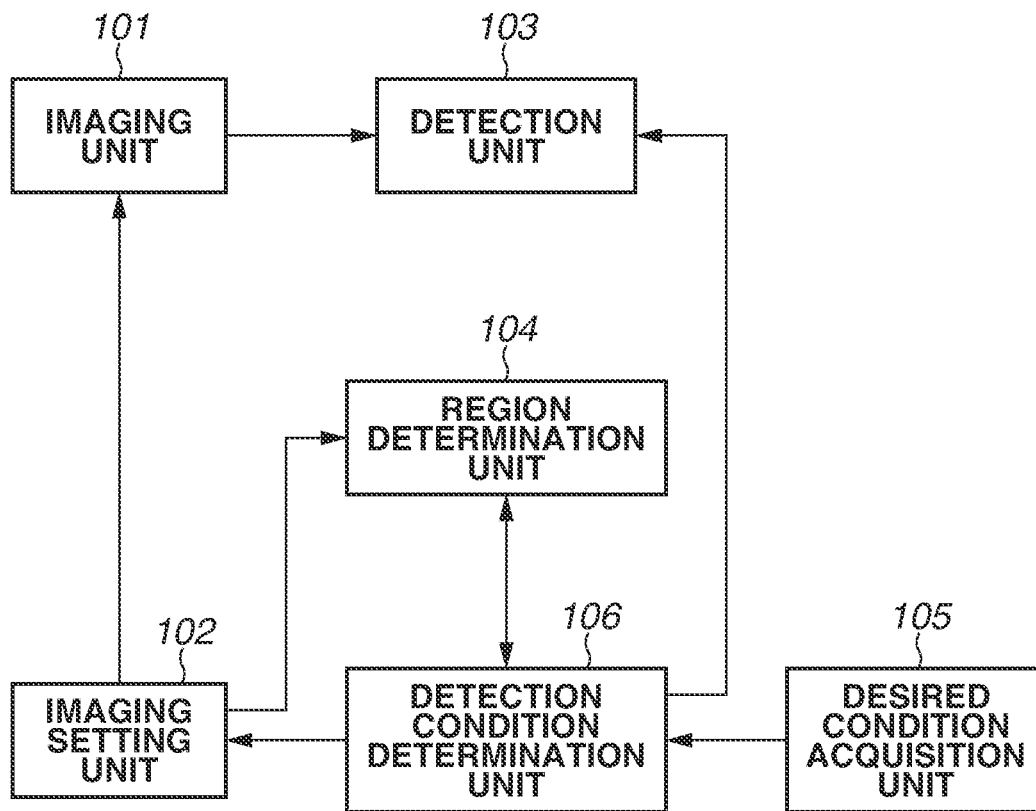 101
IMAGING
UNIT
103
DETECTION
UNIT
104
REGION
DETERMINATION
UNIT
102
IMAGING
SETTING
UNIT
106
DETECTION
CONDITION
DETERMINATION
UNIT
105
DESIRED
CONDITION
ACQUISITION
UNIT